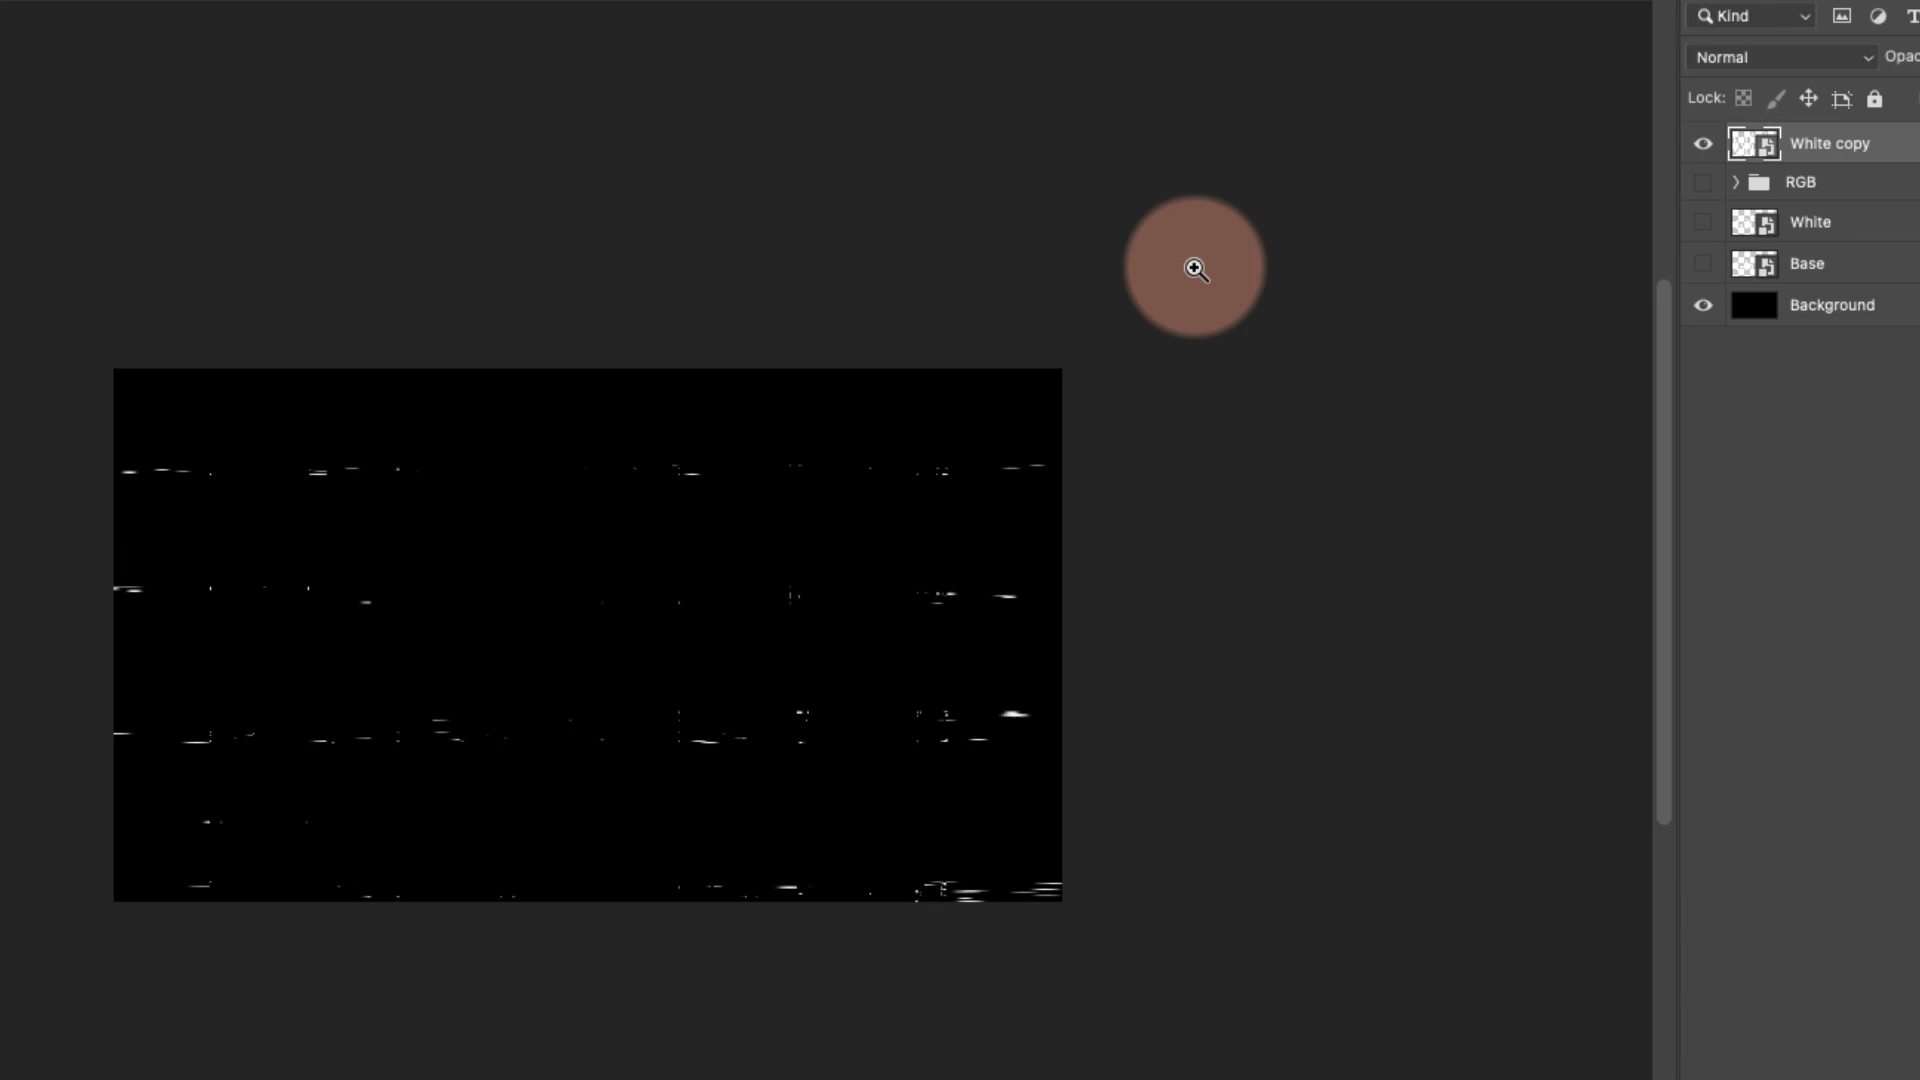 Kind
Normal
Opac
Lock:
White copy
RGB
White
Base
Background